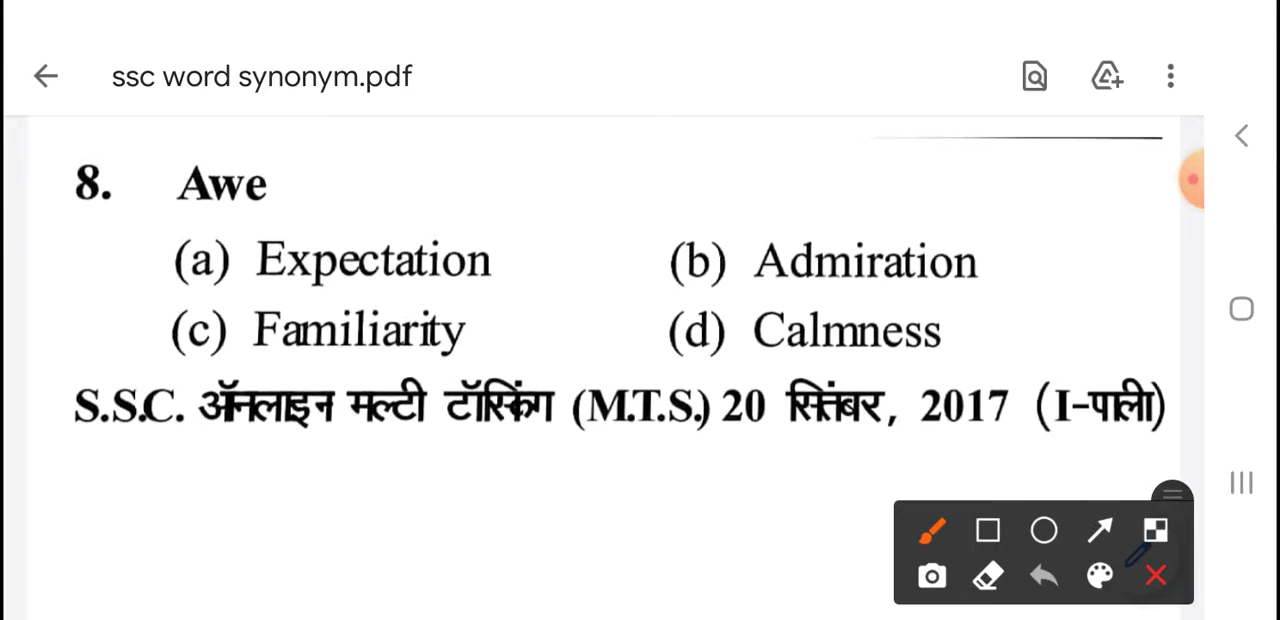 ssc word synonym.pdf
8. Awe
(a) Expectation (b) Admiration
(c) Familiarity (d) Calmness
S.S.C. ऑनलाइन मल्टी टॉस्किंग (M.T.S.) 20 सितंबर, 2017 (I-पाली)